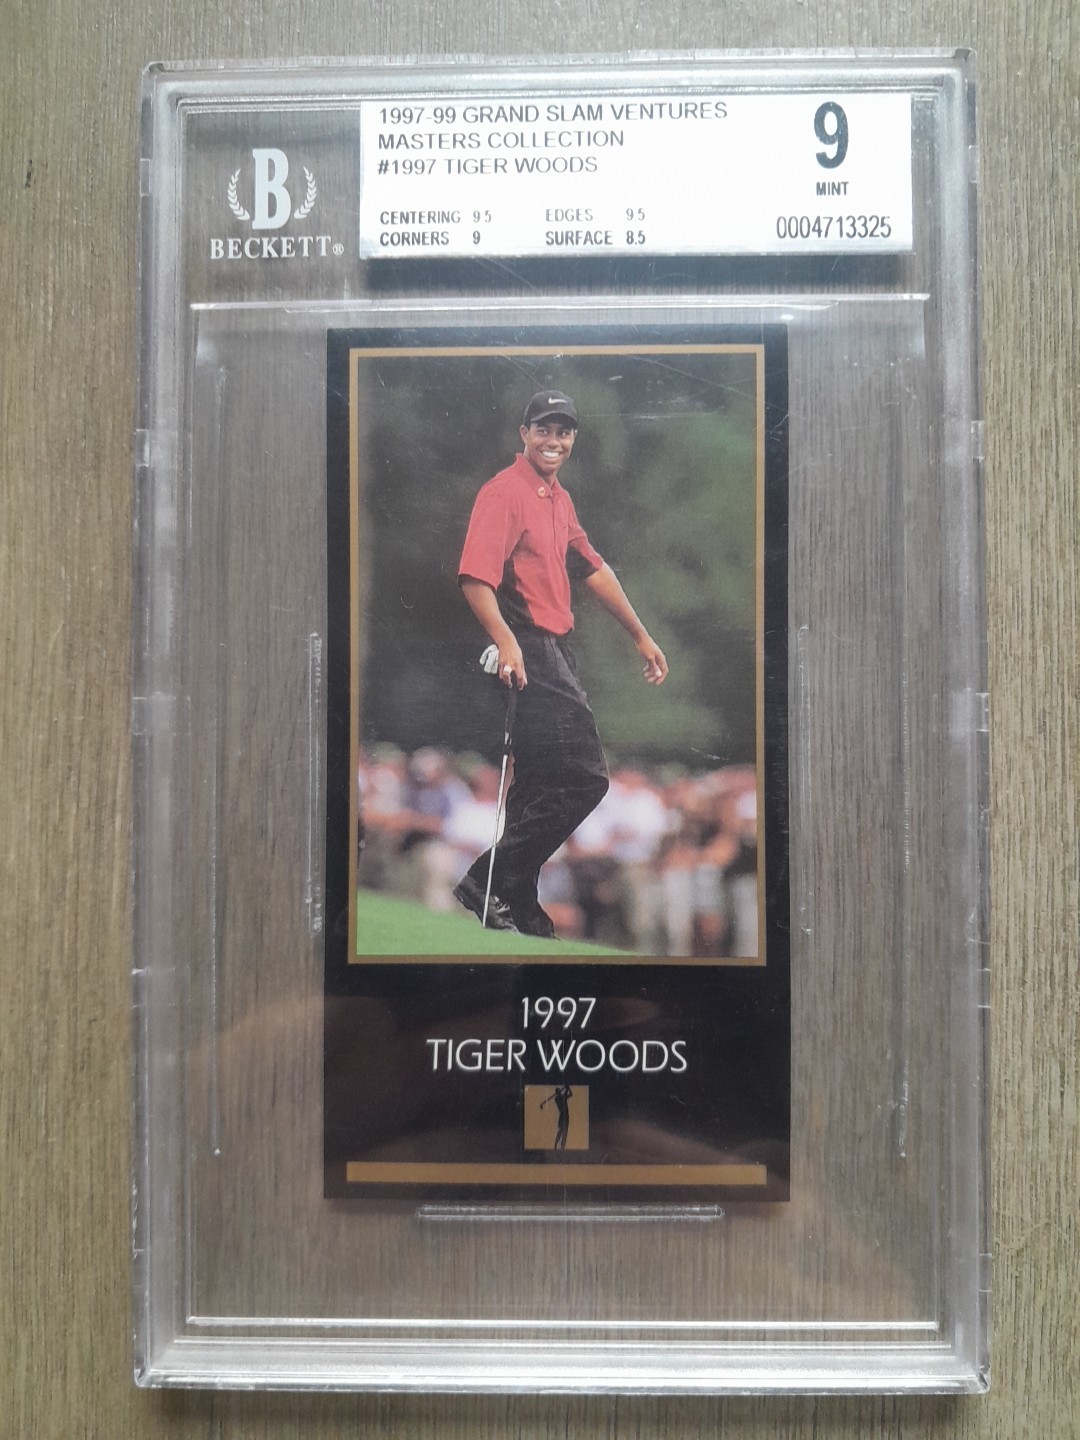 1997-99 GRAND SLAM VENTURES
MASTERS COLLECTION
#1997 TIGER WOODS
9
MINT
CENTERING 9.5
EDGES 9.5
CORNERS 9
SURFACE 8.5
0004713325
B
BECKETT®
1997
TIGER WOODS